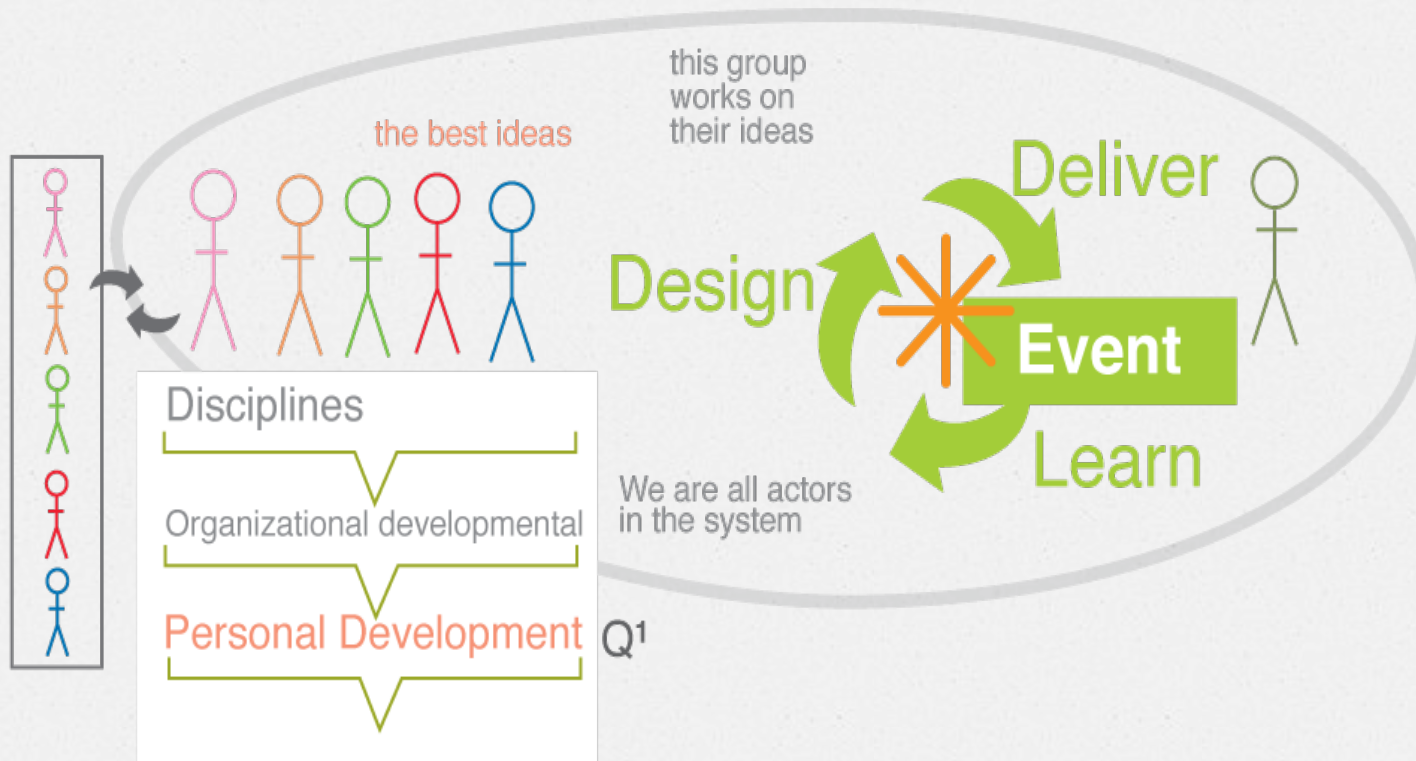 this group
works on
their ideas
the best ideas
Deliver
Design
Event
Learn
Disciplines
We are all actors
in the system
Organizational developmental
Personal Development Q¹